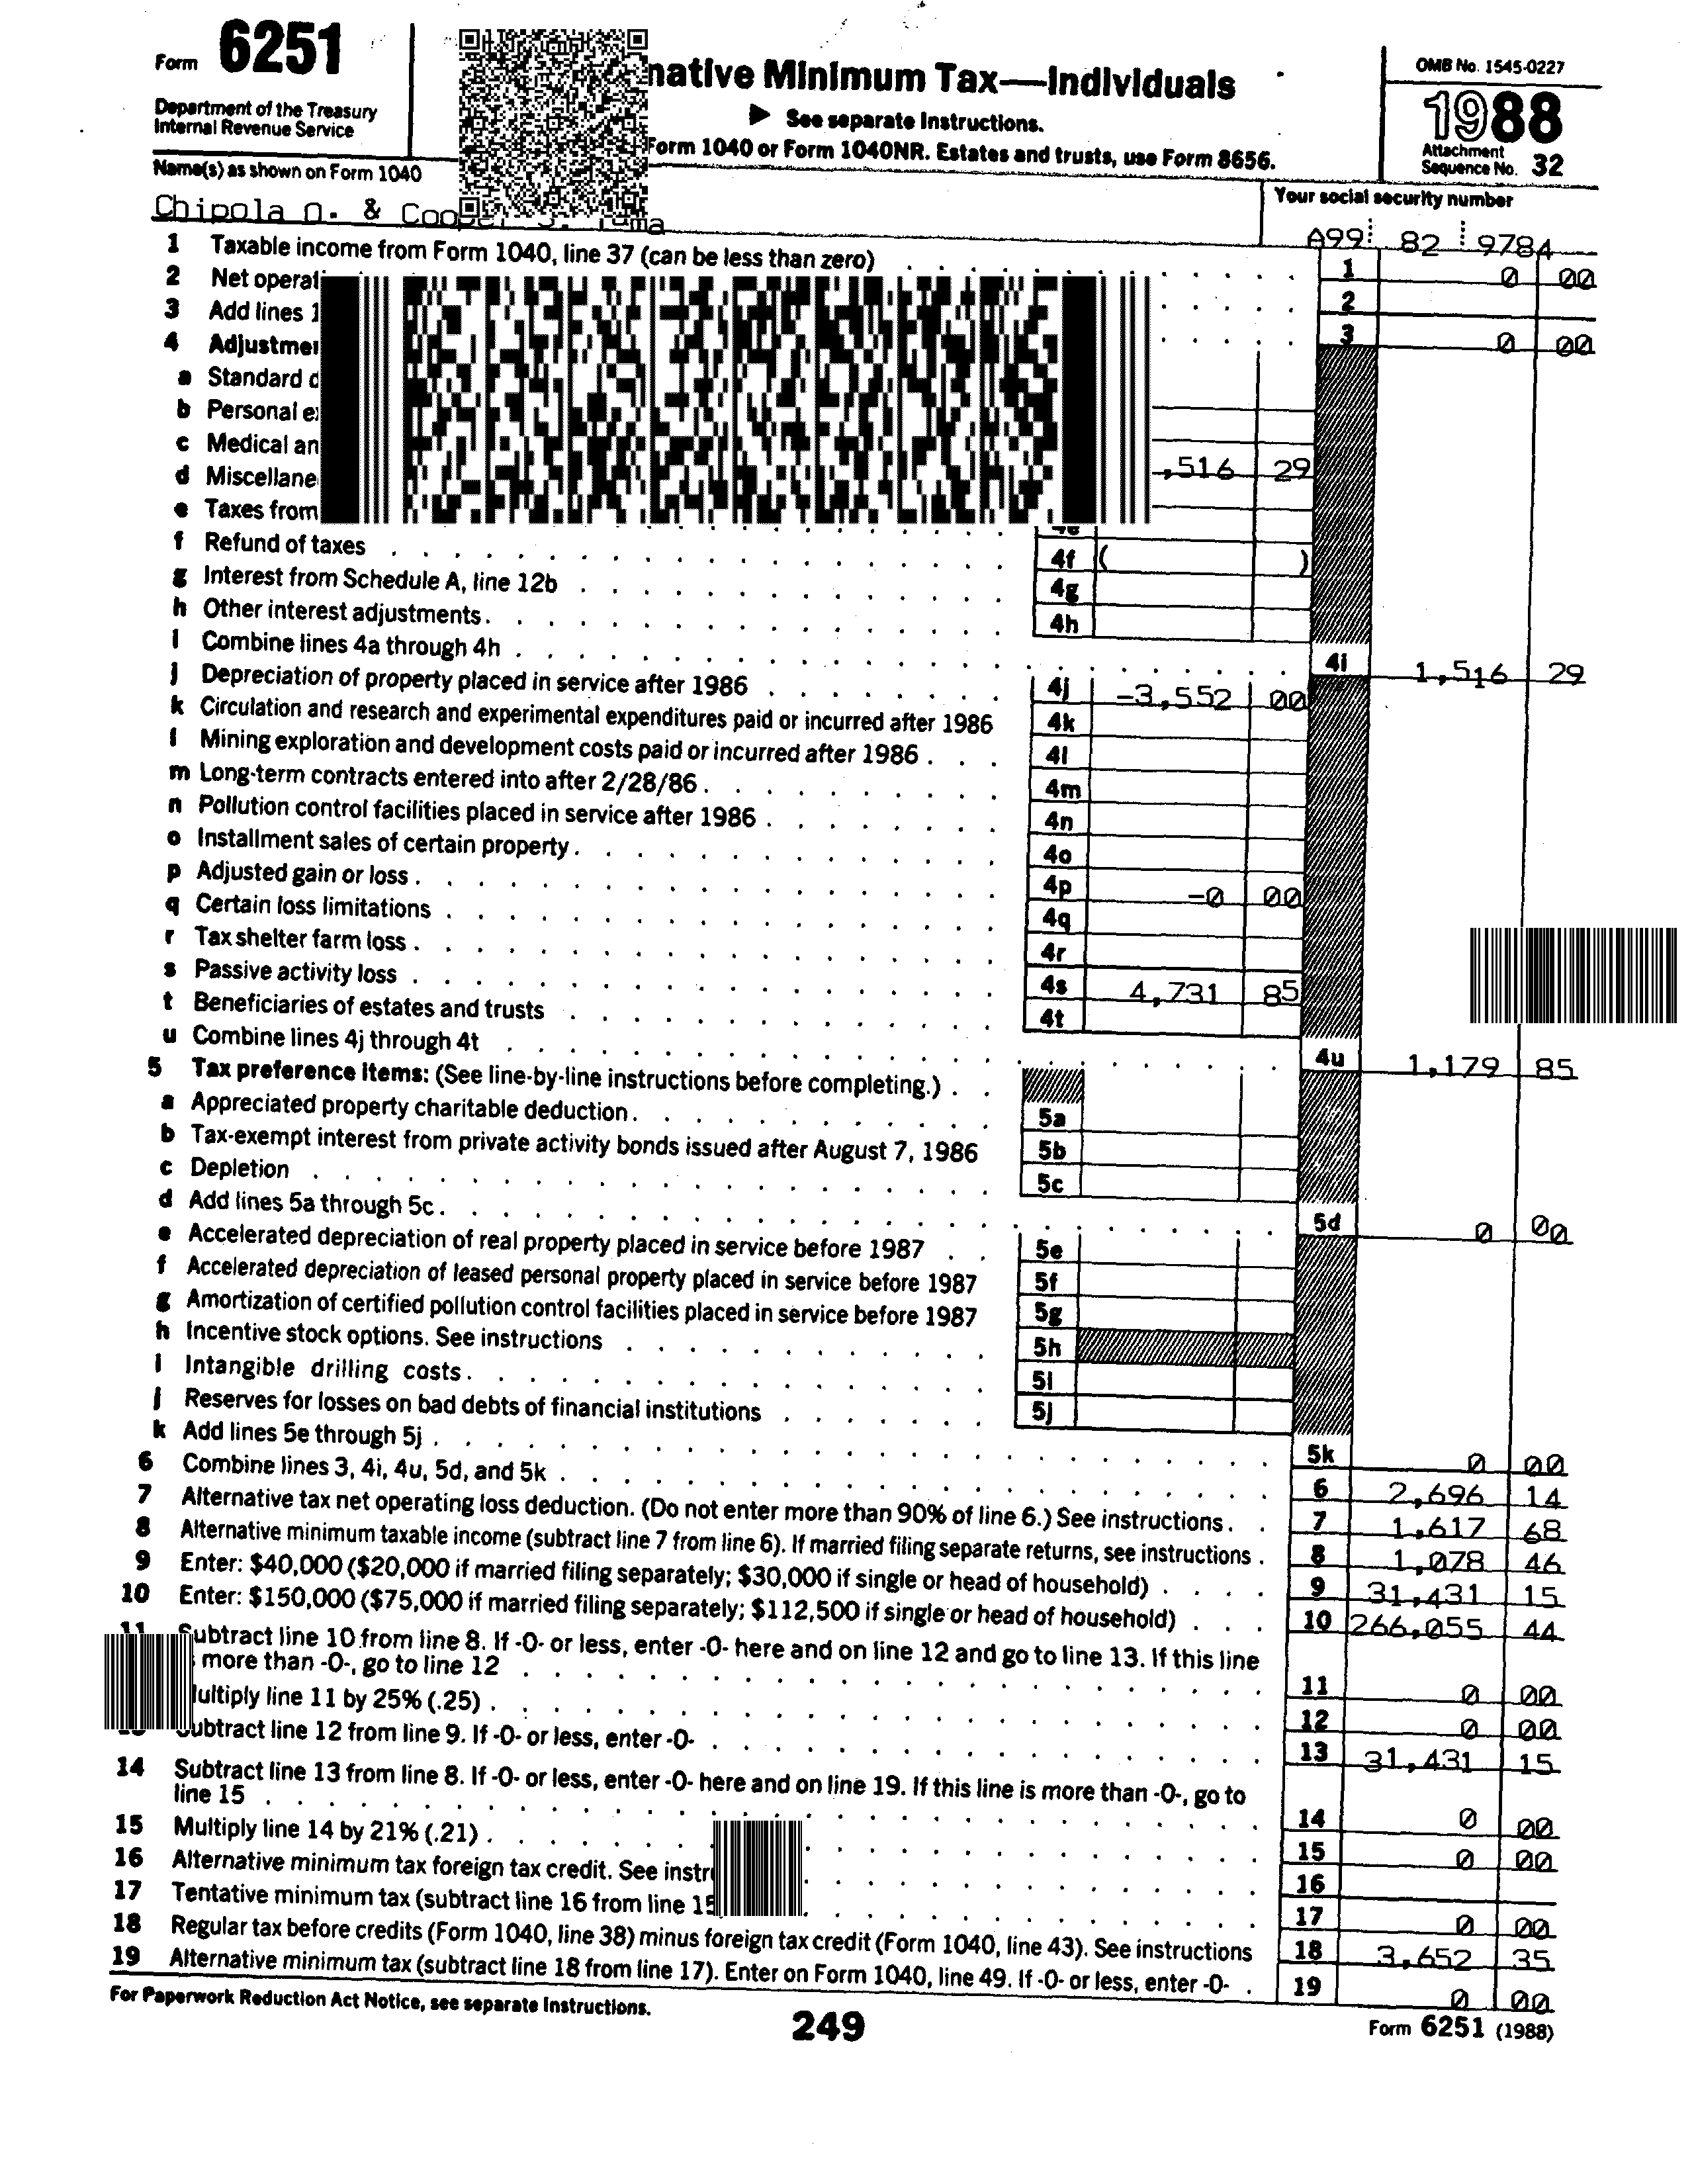 Form 6251
Department of the Treasury
Internal Revenue Service
native Minimum Tax—Individuals
▶ See separate Instructions.
Form 1040 or Form 1040NR. Estates and trusts, use Form 8656.
OMB No. 1545-0227
1988
Attachment
Sequence No. 32
Name(s) as shown on Form 1040
Your social security number
Chipola O. & A99 82 9784
1 Taxable income from Form 1040, line 37 (can be less than zero) 1 0 00
2 Net operat 2
3 Add lines 1 3 0 00
4 Adjustme
a Standard d
b Personal e
c Medical an
d Miscellane ,516 29
e Taxes from
f Refund of taxes 4f ( )
g Interest from Schedule A, line 12b 4g
h Other interest adjustments. 4h
i Combine lines 4a through 4h 4i 1,516 29
j Depreciation of property placed in service after 1986 4j -3,552 00
k Circulation and research and experimental expenditures paid or incurred after 1986 4k
l Mining exploration and development costs paid or incurred after 1986 4l
m Long-term contracts entered into after 2/28/86 4m
n Pollution control facilities placed in service after 1986 4n
o Installment sales of certain property 4o
p Adjusted gain or loss 4p -0 00
q Certain loss limitations 4q
r Tax shelter farm loss 4r
s Passive activity loss 4s 4,731 85
t Beneficiaries of estates and trusts 4t
u Combine lines 4j through 4t 4u 1,179 85
5 Tax preference items: (See line-by-line instructions before completing.)
a Appreciated property charitable deduction 5a
b Tax-exempt interest from private activity bonds issued after August 7, 1986 5b
c Depletion 5c
d Add lines 5a through 5c 5d 0 00
e Accelerated depreciation of real property placed in service before 1987 5e
f Accelerated depreciation of leased personal property placed in service before 1987 5f
g Amortization of certified pollution control facilities placed in service before 1987 5g
h Incentive stock options. See instructions 5h
i Intangible drilling costs 5i
j Reserves for losses on bad debts of financial institutions 5j
k Add lines 5e through 5j 5k 0 00
6 Combine lines 3, 4i, 4u, 5d, and 5k 6 2,696 14
7 Alternative tax net operating loss deduction. (Do not enter more than 90% of line 6.) See instructions 7 1,617 68
8 Alternative minimum taxable income (subtract line 7 from line 6). If married filing separate returns, see instructions 8 1,078 46
9 Enter: $40,000 ($20,000 if married filing separately; $30,000 if single or head of household) 9 31,431 15
10 Enter: $150,000 ($75,000 if married filing separately; $112,500 if single or head of household) 10 266,055 44
11 Subtract line 10 from line 8. If -0- or less, enter -0- here and on line 12 and go to line 13. If this line
more than -0-, go to line 12 11 0 00
ultiply line 11 by 25% (.25) 12 0 00
ubtract line 12 from line 9. If -0- or less, enter -0- 13 31,431 15
14 Subtract line 13 from line 8. If -0- or less, enter -0- here and on line 19. If this line is more than -0-, go to
line 15 14 0 00
15 Multiply line 14 by 21% (.21) 15 0 00
16 Alternative minimum tax foreign tax credit. See instr 16
17 Tentative minimum tax (subtract line 16 from line 15 17 0 00
18 Regular tax before credits (Form 1040, line 38) minus foreign tax credit (Form 1040, line 43). See instructions 18 3,652 35
19 Alternative minimum tax (subtract line 18 from line 17). Enter on Form 1040, line 49. If -0- or less, enter -0- 19 0 00
For Paperwork Reduction Act Notice, see separate Instructions.
249
Form 6251 (1988)